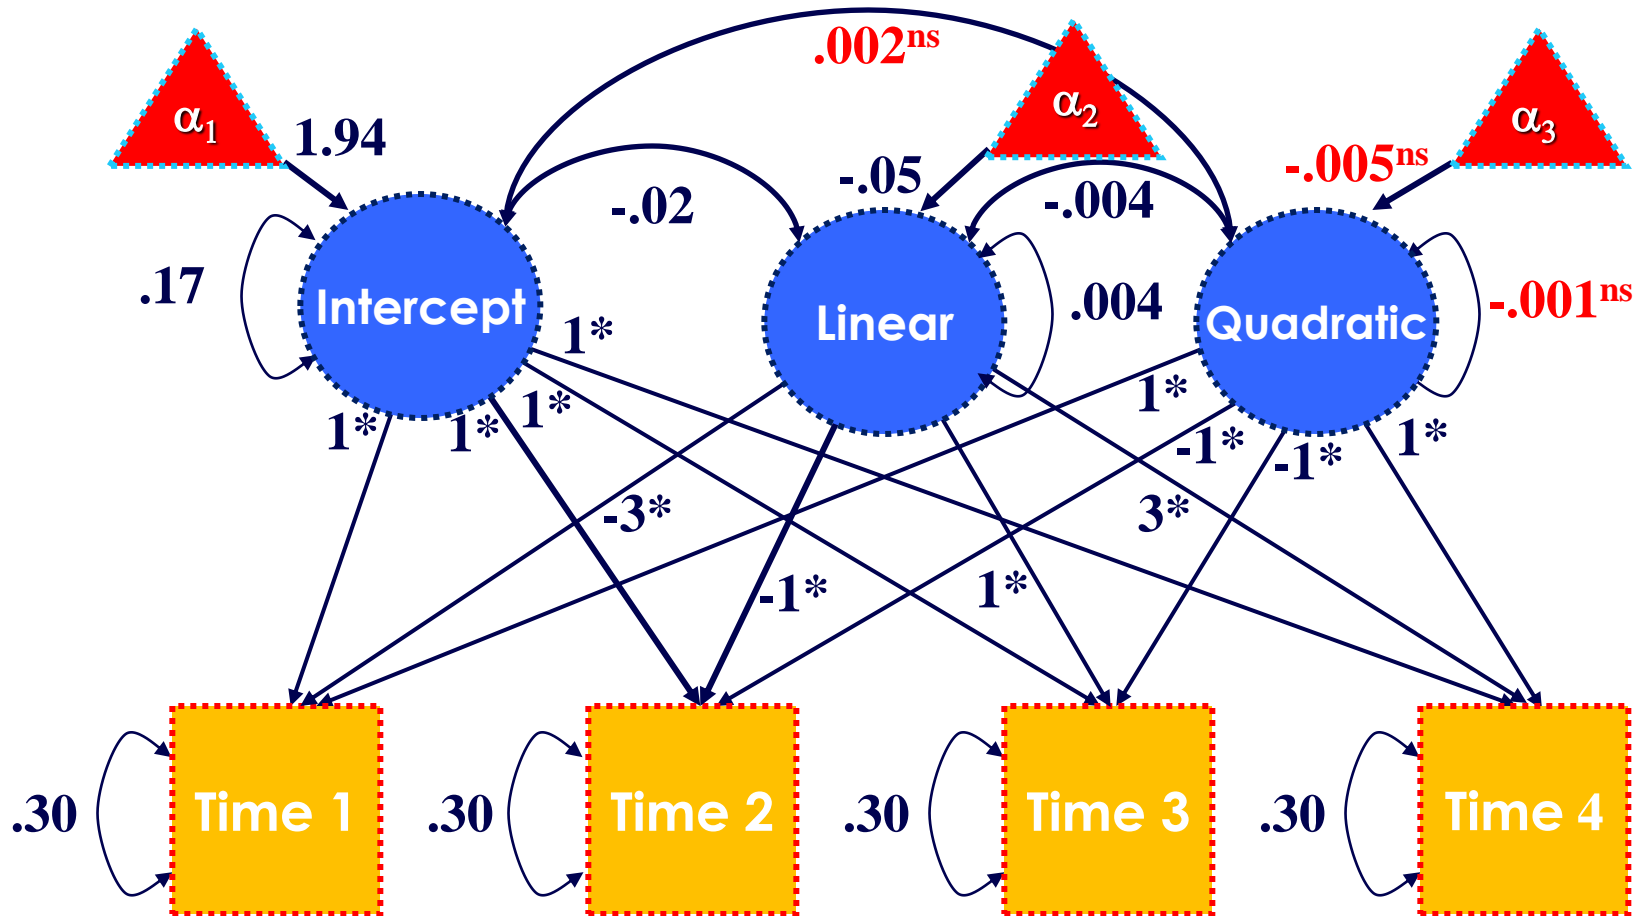 .002ns
α1
α2
α3
1.94
-.05
-.005ns
-.02
-.004
.17
Intercept
Linear
.004
Quadratic
-.001ns
1*
1*
1*
1*
1*
-1*
-1*
1*
-3*
3*
-1*
1*
.30
Time 1
.30
Time 2
.30
Time 3
.30
Time 4